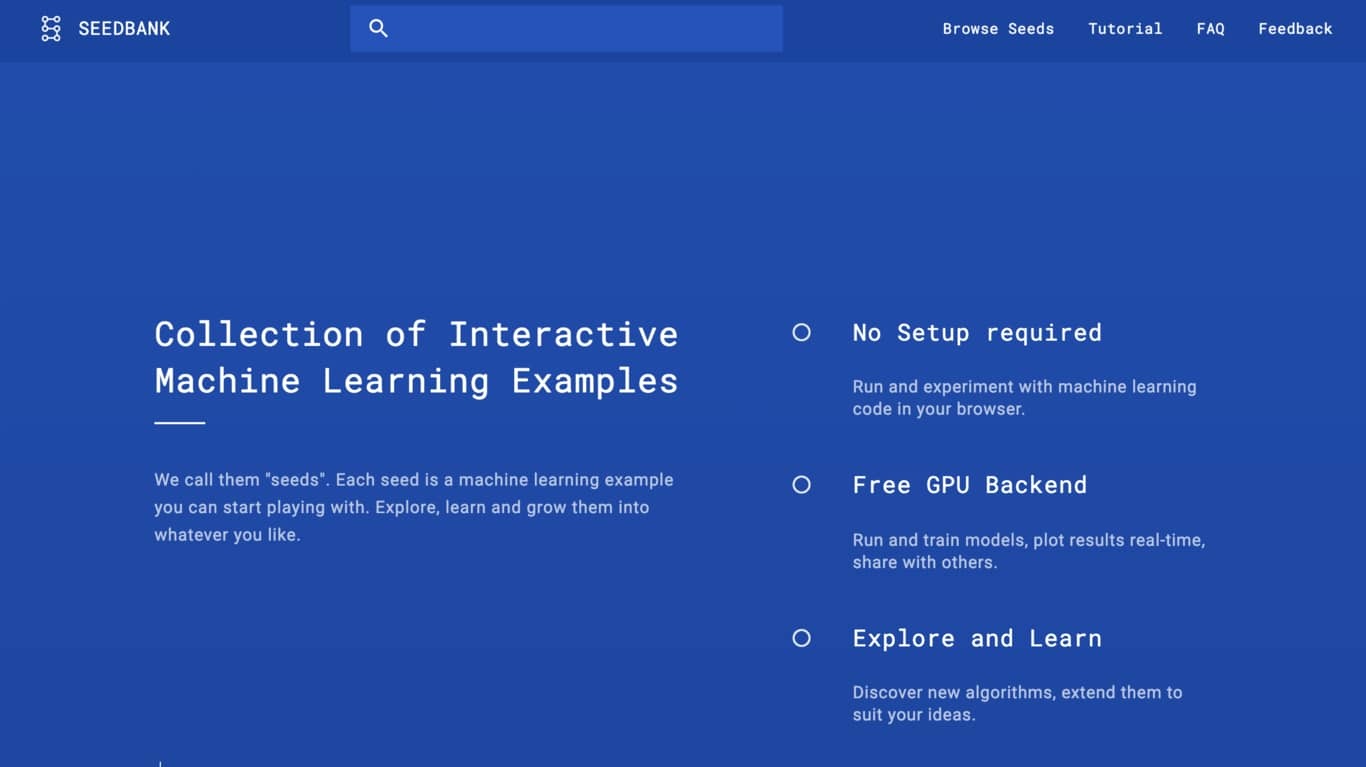 SEEDBANK
Browse Seeds
Tutorial
FAQ
Feedback
Collection of Interactive
Machine Learning Examples
We call them "seeds". Each seed is a machine learning example
you can start playing with. Explore, learn and grow them into
whatever you like.
No Setup required
Run and experiment with machine learning
code in your browser.
Free GPU Backend
Run and train models, plot results real-time,
share with others.
Explore and Learn
Discover new algorithms, extend them to
suit your ideas.